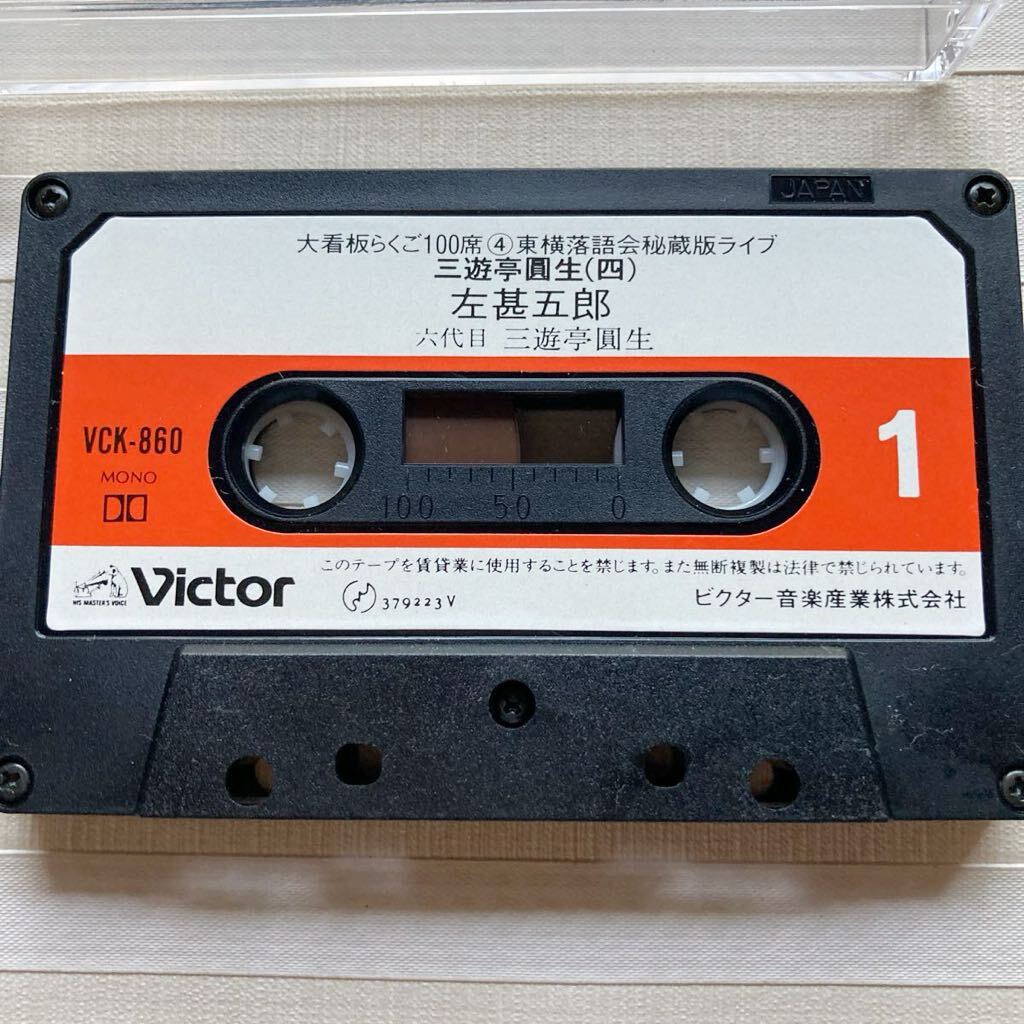 JAPAN
大看板らくご100席④東横落語会秘蔵版ライブ
三遊亭圓生(四)
左甚五郎
六代目 三遊亭圓生
VCK-860
MONO
1
100 50 0
このテープを賃貸業に使用することを禁じます。また無断複製は法律で禁じられています。
HIS MASTER'S VOICE
Victor
379223V
ビクター音楽産業株式会社